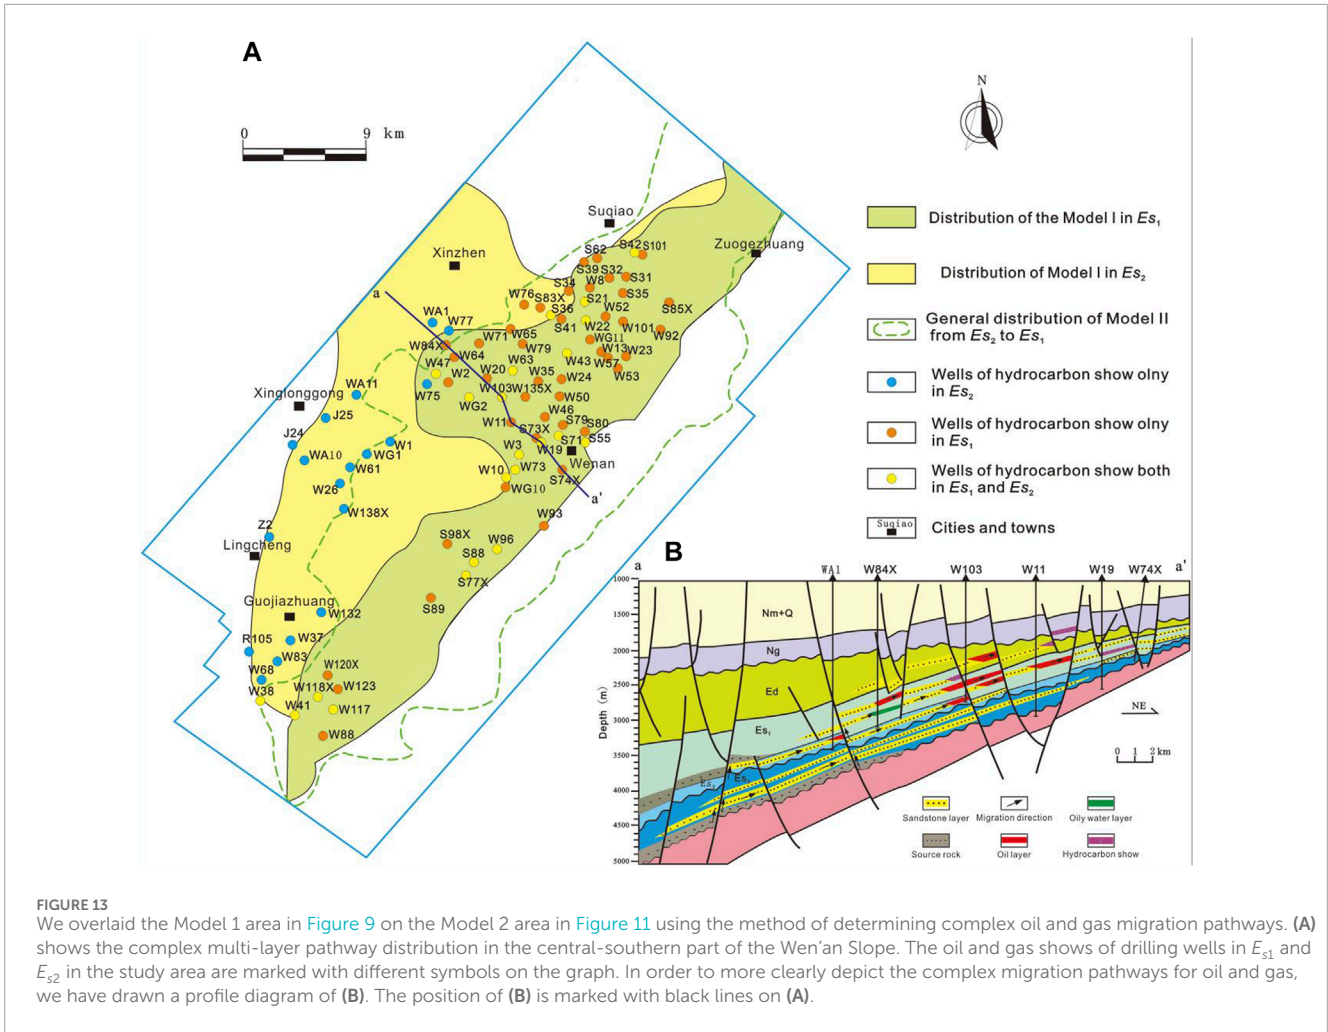 A
N
0 9 km
Suqiao
Xinzhen
Zuogezhuang
Xinglonggong
Wenan
Lingcheng
Guojiazhuang
a
a'
S42
S101
S62
S39
S32
S31
S34
W8
S35
W76
S83X
S21
S85X
S36
W52
WA1
W77
S41
W22
W101
W92
W84X
W71
W65
WG11
W64
W79
W13
W23
W47
W63
W43
W57
W2
W20
W35
W24
W53
WA11
W75
W103
W135X
W50
WG2
W46
J25
W11
S79
S80
S73X
J24
W1
S71
S55
WA10
WG1
W3
W19
W61
W10
W73
S74X
W26
WG10
W138X
W93
Z2
S98X
W96
S88
S77X
S89
W132
R105
W37
W83
W68
W120X
W38
W118X
W123
W41
W117
W88
Distribution of the Model I in Es1
Distribution of Model I in Es2
General distribution of Model II
from Es2 to Es1
Wells of hydrocarbon show olny
in Es2
Wells of hydrocarbon show olny
in Es1
Wells of hydrocarbon show both
in Es1 and Es2
Suqiao
Cities and towns
B
a WA1 W84X W103 W11 W19 W74X a'
1000
1500
2000
2500
3000
3500
4000
4500
5000
Depth (m)
Nm+Q
Ng
Ed
Es1
Es2
Es3
NE
0 1 2 km
Sandstone layer
Migration direction
Oily water layer
Source rock
Oil layer
Hydrocarbon show
FIGURE 13
We overlaid the Model 1 area in Figure 9 on the Model 2 area in Figure 11 using the method of determining complex oil and gas migration pathways. (A)
shows the complex multi-layer pathway distribution in the central-southern part of the Wen'an Slope. The oil and gas shows of drilling wells in Es1 and
Es2 in the study area are marked with different symbols on the graph. In order to more clearly depict the complex migration pathways for oil and gas,
we have drawn a profile diagram of (B). The position of (B) is marked with black lines on (A).